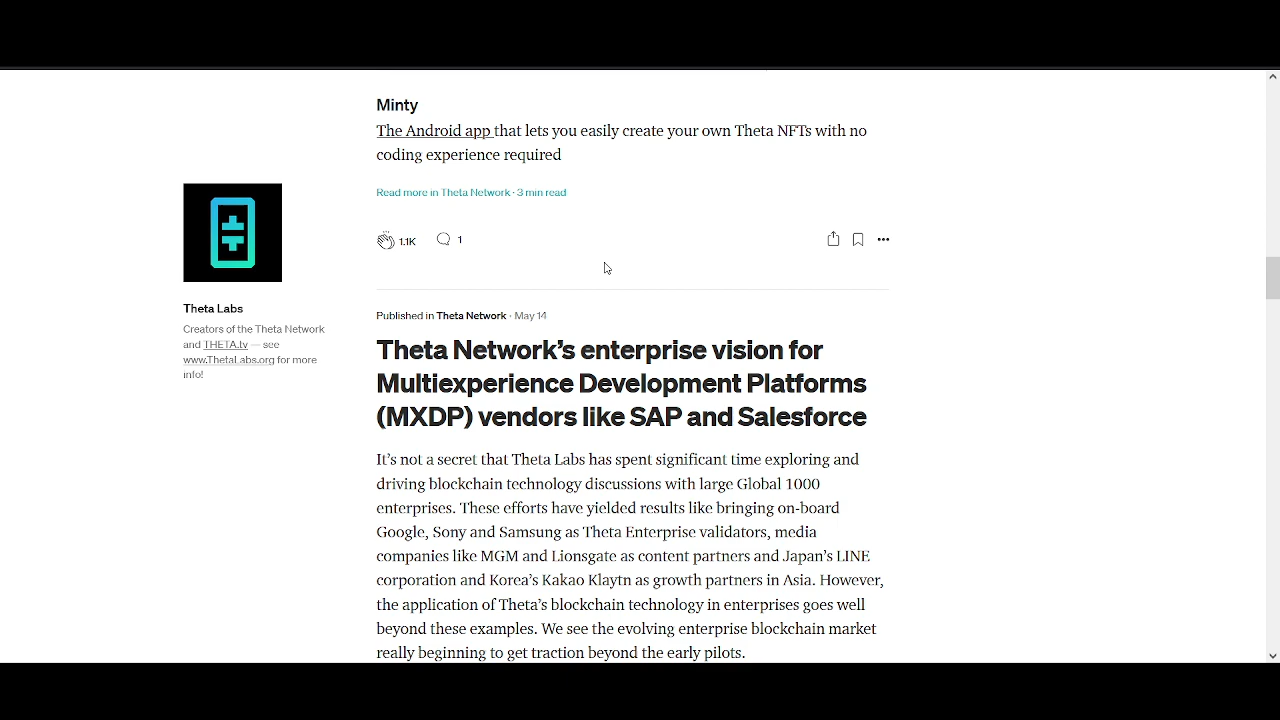 Minty
The Android app that lets you easily create your own Theta NFTs with no
coding experience required
Read more in Theta Network · 3 min read
1.1K 1
Theta Labs
Creators of the Theta Network
and THETA.tv — see
www.ThetaLabs.org for more
info!
Published in Theta Network · May 14
Theta Network’s enterprise vision for
Multiexperience Development Platforms
(MXDP) vendors like SAP and Salesforce
It’s not a secret that Theta Labs has spent significant time exploring and
driving blockchain technology discussions with large Global 1000
enterprises. These efforts have yielded results like bringing on-board
Google, Sony and Samsung as Theta Enterprise validators, media
companies like MGM and Lionsgate as content partners and Japan’s LINE
corporation and Korea’s Kakao Klaytn as growth partners in Asia. However,
the application of Theta’s blockchain technology in enterprises goes well
beyond these examples. We see the evolving enterprise blockchain market
really beginning to get traction beyond the early pilots.